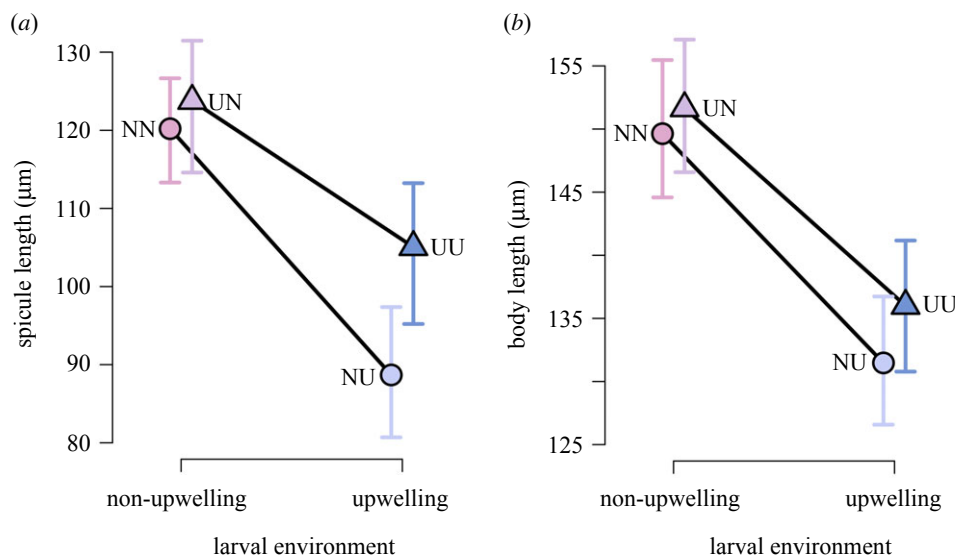 (a)
130
120
110
100
90
80
spicule length (μm)
NN
UN
UU
NU
non-upwelling
upwelling
larval environment
(b)
155
145
135
125
body length (μm)
NN
UN
UU
NU
non-upwelling
upwelling
larval environment